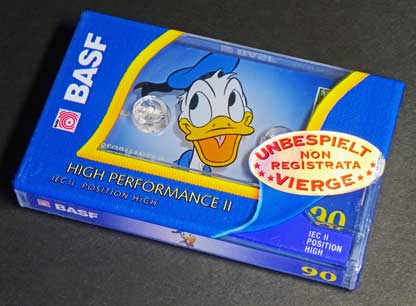 BASF
BASF
HIGH PERFORMANCE II
IEC II POSITION HIGH
UNBESPIELT
NON
REGISTRATA
VIERGE
90
IEC II
POSITION
HIGH
BASF
90